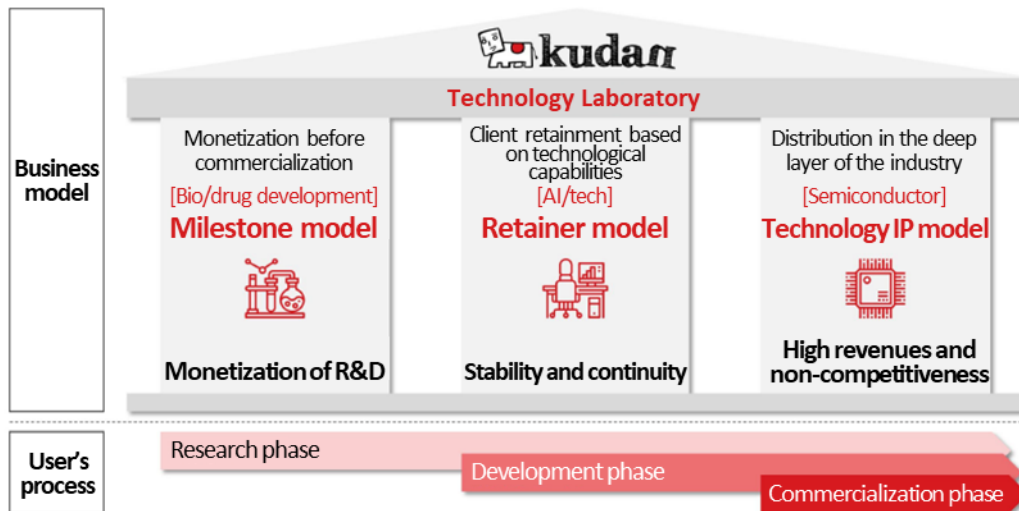 kudan
Technology Laboratory
Business
model
Monetization before
commercialization
[Bio/drug development]
Milestone model
Monetization of R&D
Client retainment based
on technological
capabilities
[AI/tech]
Retainer model
Stability and continuity
Distribution in the deep
layer of the industry
[Semiconductor]
Technology IP model
High revenues and
non-competitiveness
User's
process
Research phase
Development phase
Commercialization phase